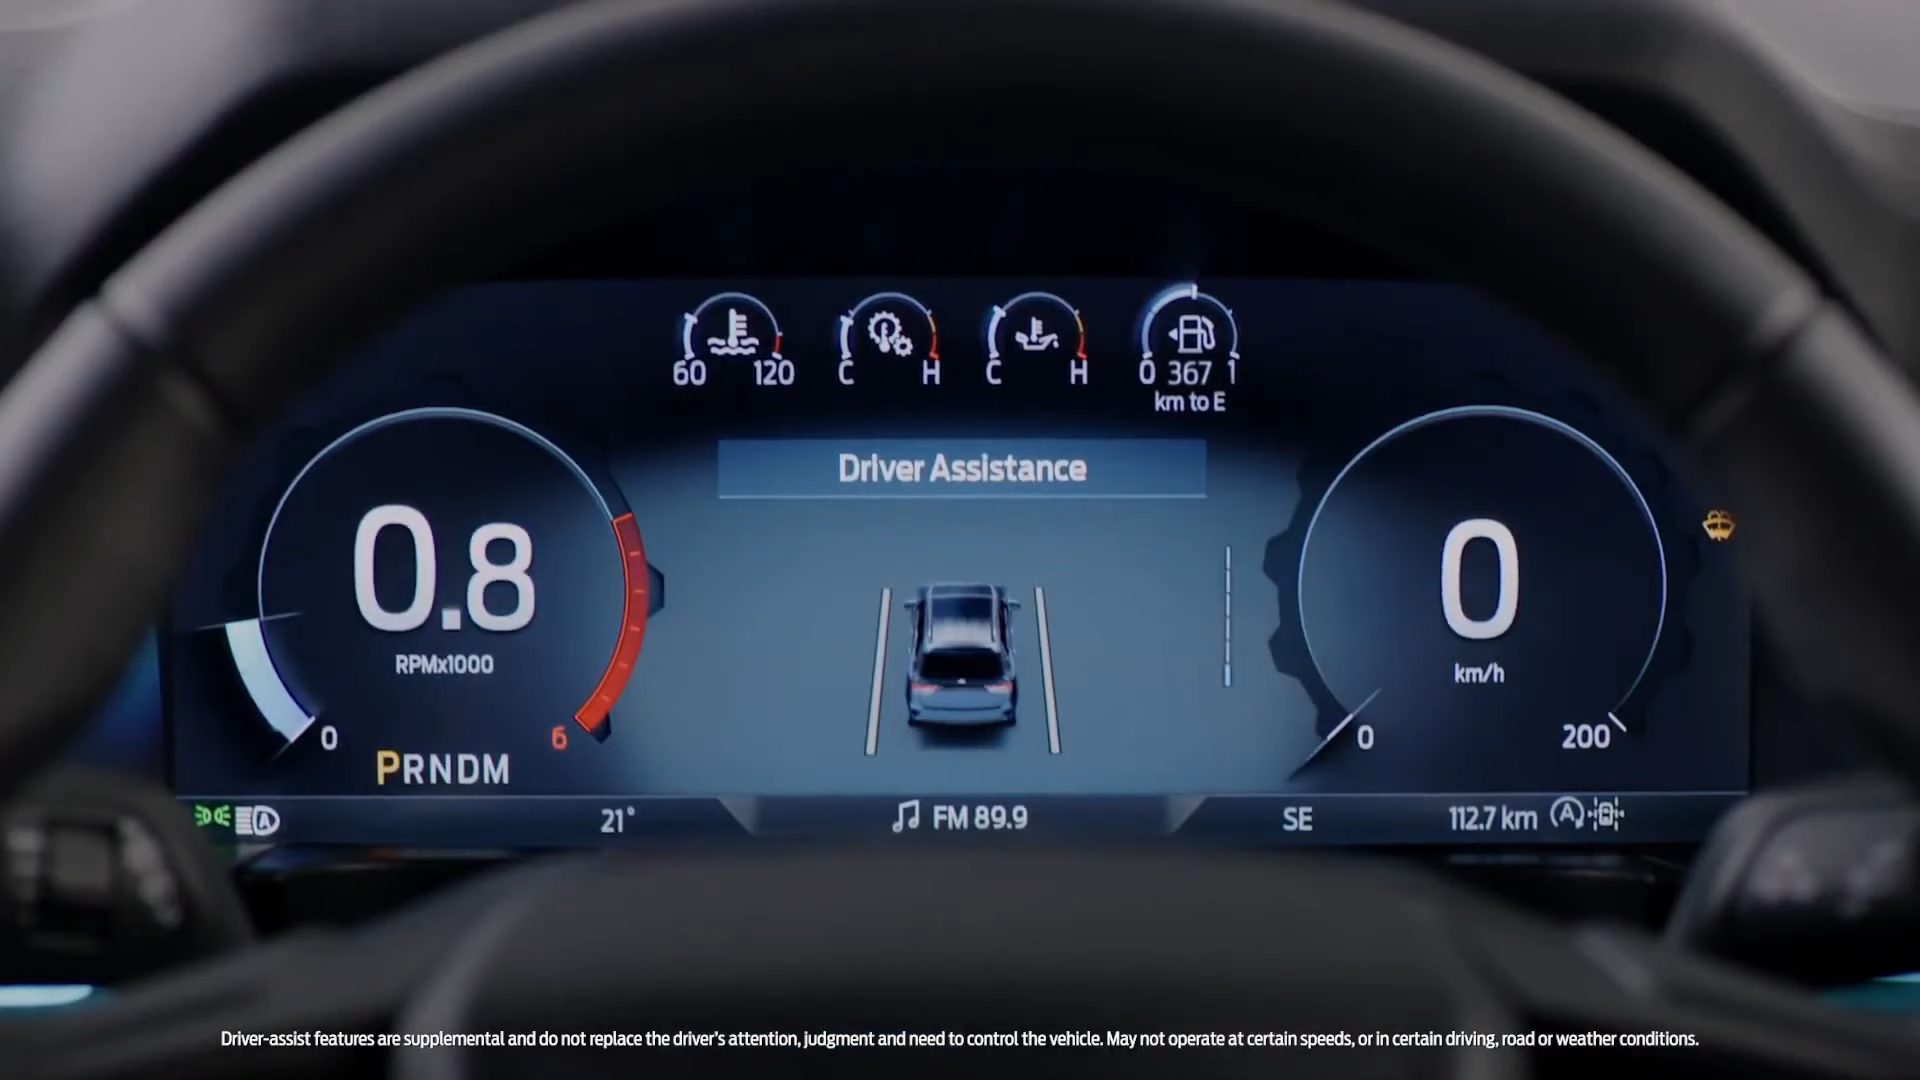 60 120 C H C H 0 367 1
km to E
Driver Assistance
0.8
RPMx1000
0 6
PRNDM
0
km/h
0 200
A 21° FM 89.9 SE 112.7 km A
Driver-assist features are supplemental and do not replace the driver's attention, judgment and need to control the vehicle. May not operate at certain speeds, or in certain driving, road or weather conditions.